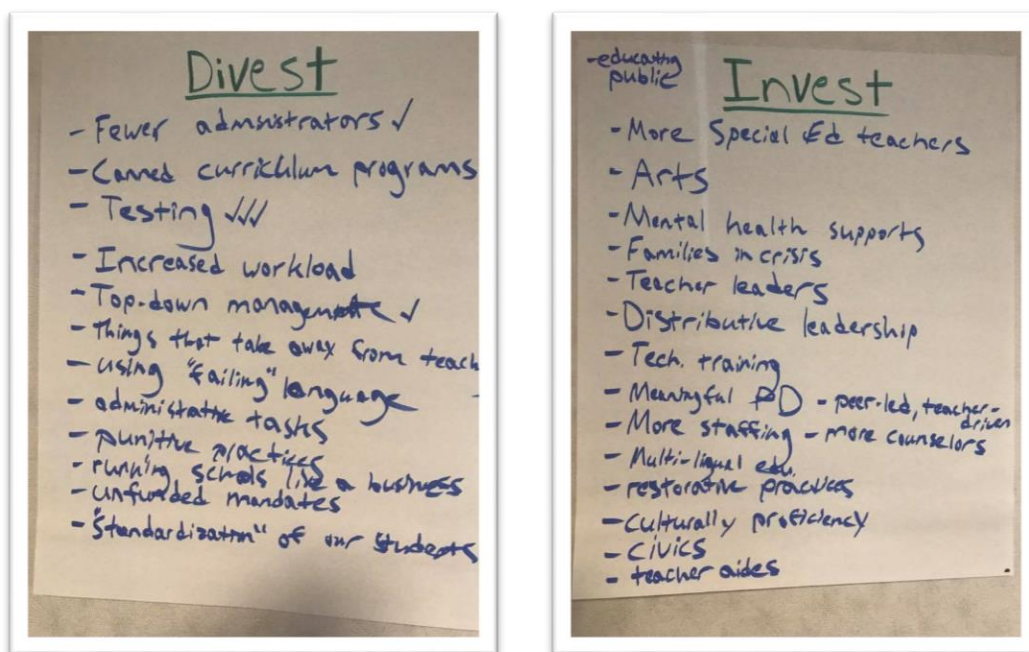 Divest
- Fewer administrators ✓
- Canned curriculum programs
- Testing ✓✓✓
- Increased workload
- Top-down management ✓
- Things that take away from teach
- using "failing" language
- administrative tasks
- punitive practices
- running schools like a business
- unfunded mandates
- "Standardization" of our students
-educating
public
Invest
- More Special Ed teachers
- Arts
- Mental health supports
- Families in crisis
- Teacher leaders
- Distributive leadership
- Tech. training
- Meaningful PD - peer-led, teacher-
driven
- More staffing - more counselors
- Multi-ligual edu.
- restorative practices
- culturally proficiency
- Civics
- teacher aides